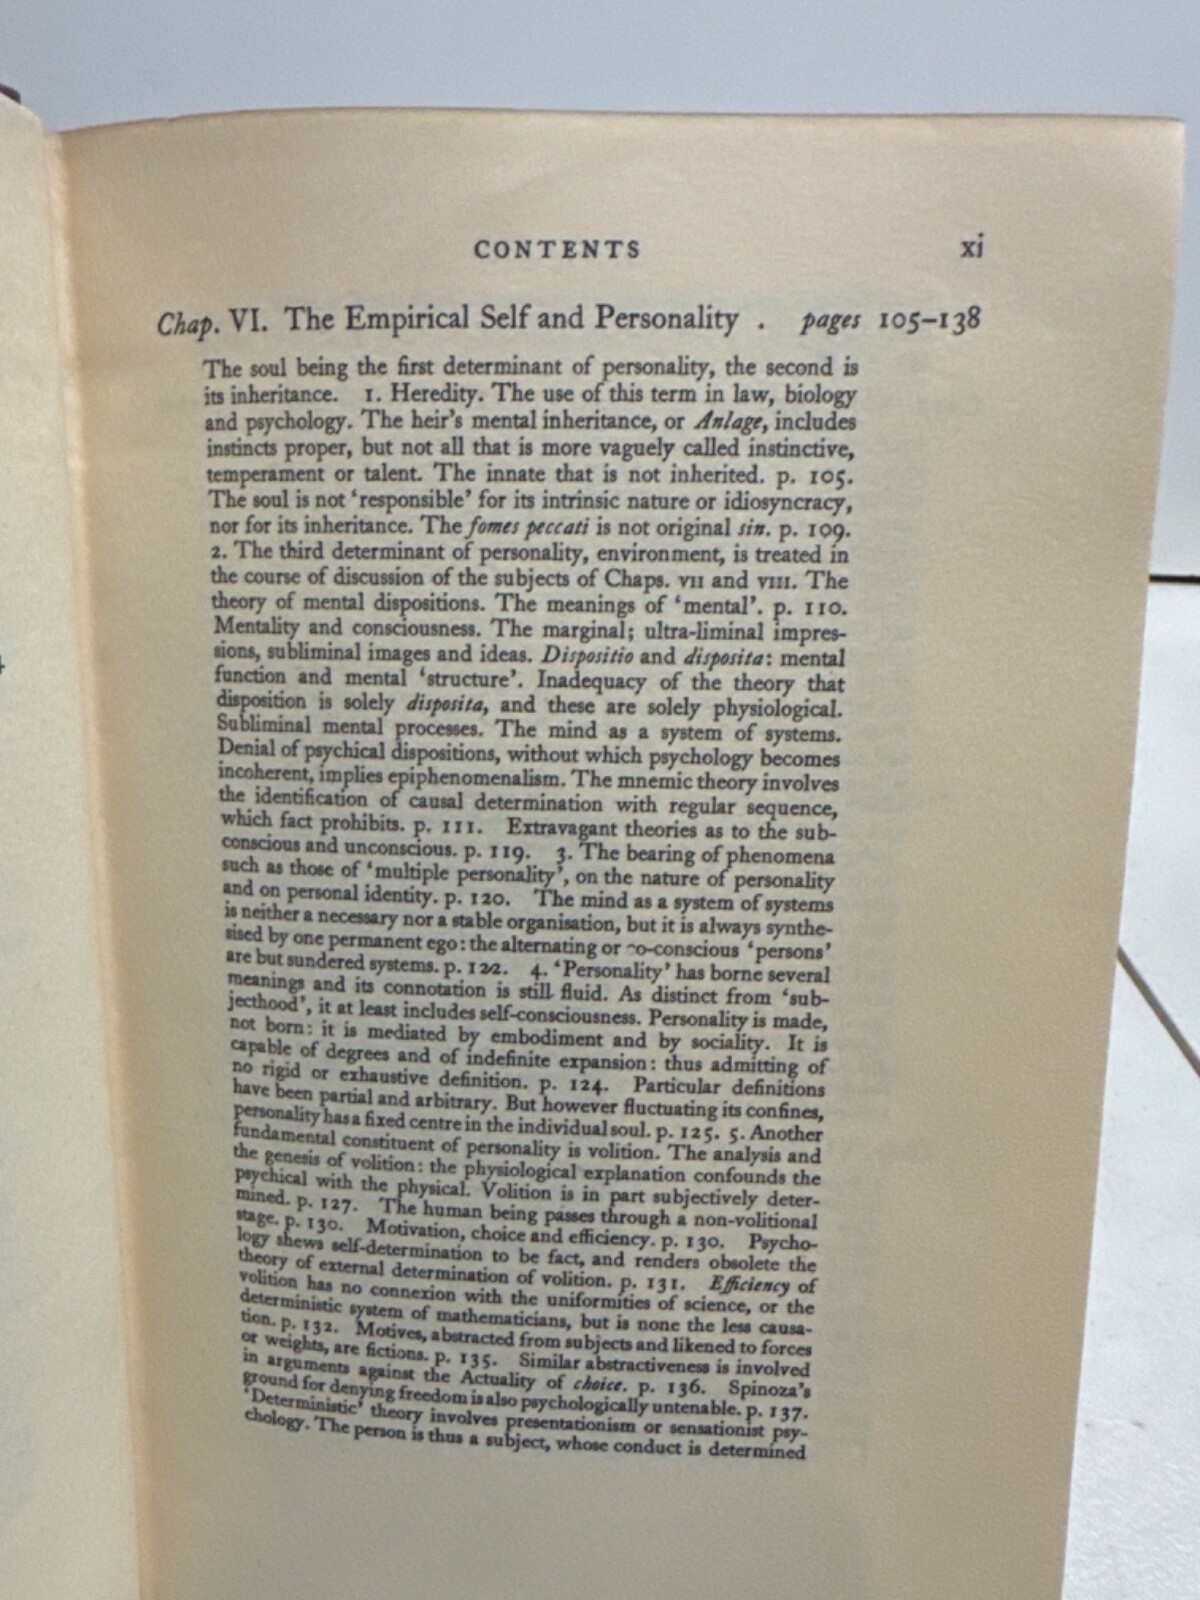 CONTENTS xi
Chap. VI. The Empirical Self and Personality . pages 105–138
The soul being the first determinant of personality, the second is
its inheritance. 1. Heredity. The use of this term in law, biology
and psychology. The heir's mental inheritance, or Anlage, includes
instincts proper, but not all that is more vaguely called instinctive,
temperament or talent. The innate that is not inherited. p. 105.
The soul is not 'responsible' for its intrinsic nature or idiosyncracy,
nor for its inheritance. The fomes peccati is not original sin. p. 109.
2. The third determinant of personality, environment, is treated in
the course of discussion of the subjects of Chaps. VII and VIII. The
theory of mental dispositions. The meanings of 'mental'. p. 110.
Mentality and consciousness. The marginal; ultra-liminal impres-
sions, subliminal images and ideas. Dispositio and disposita: mental
function and mental 'structure'. Inadequacy of the theory that
disposition is solely disposita, and these are solely physiological.
Subliminal mental processes. The mind as a system of systems.
Denial of psychical dispositions, without which psychology becomes
incoherent, implies epiphenomenalism. The mnemic theory involves
the identification of causal determination with regular sequence,
which fact prohibits. p. 111. Extravagant theories as to the sub-
conscious and unconscious. p. 119. 3. The bearing of phenomena
such as those of 'multiple personality', on the nature of personality
and on personal identity. p. 120. The mind as a system of systems
is neither a necessary nor a stable organisation, but it is always synthe-
sised by one permanent ego: the alternating or co-conscious 'persons'
are but sundered systems. p. 122. 4. 'Personality' has borne several
meanings and its connotation is still fluid. As distinct from 'sub-
jecthood', it at least includes self-consciousness. Personality is made,
not born: it is mediated by embodiment and by sociality. It is
capable of degrees and of indefinite expansion: thus admitting of
no rigid or exhaustive definition. p. 124. Particular definitions
have been partial and arbitrary. But however fluctuating its confines,
personality has a fixed centre in the individual soul. p. 125. 5. Another
fundamental constituent of personality is volition. The analysis and
the genesis of volition: the physiological explanation confounds the
psychical with the physical. Volition is in part subjectively deter-
mined. p. 127. The human being passes through a non-volitional
stage. p. 130. Motivation, choice and efficiency. p. 130. Psycho-
logy shews self-determination to be fact, and renders obsolete the
theory of external determination of volition. p. 131. Efficiency of
volition has no connexion with the uniformities of science, or the
deterministic system of mathematicians, but is none the less causa-
tion. p. 132. Motives, abstracted from subjects and likened to forces
or weights, are fictions. p. 135. Similar abstractiveness is involved
in arguments against the Actuality of choice. p. 136. Spinoza's
ground for denying freedom is also psychologically untenable. p. 137.
'Deterministic' theory involves presentationism or sensationist psy-
chology. The person is thus a subject, whose conduct is determined